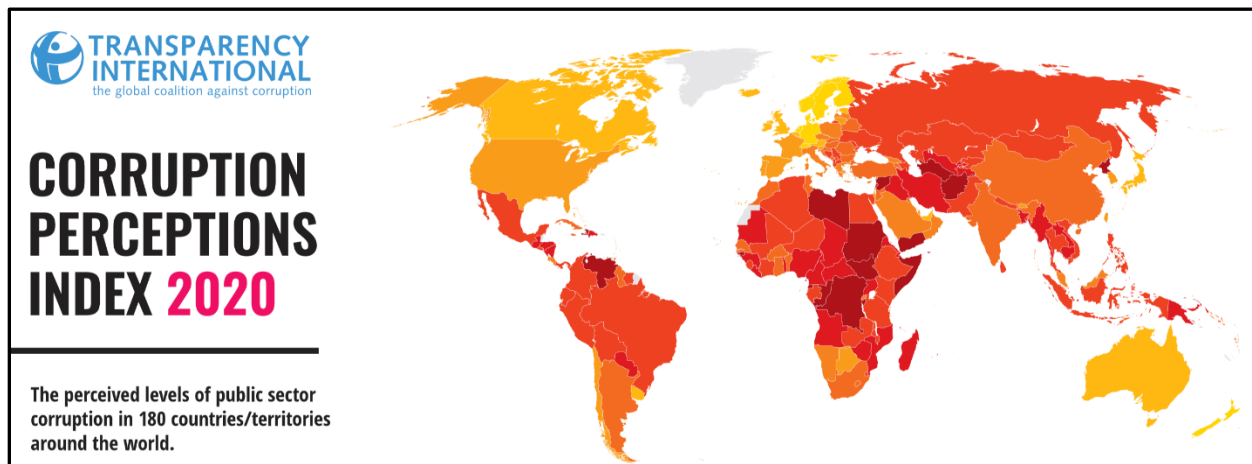 TRANSPARENCY
INTERNATIONAL
the global coalition against corruption
CORRUPTION
PERCEPTIONS
INDEX 2020
The perceived levels of public sector
corruption in 180 countries/territories
around the world.